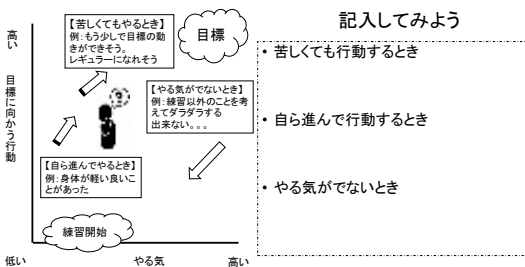 高い
目標に向かう行動
【苦しくてもやるとき】
例：もう少しで目標の動
きができそう。
レギュラーになれそう
目標
【やる気がでないとき】
例：練習以外のことを考
えてダラダラする
出来ない。。。
【自ら進んでやるとき】
例：身体が軽い良いこ
とがあった
練習開始
低い
やる気
高い
記入してみよう
• 苦しくても行動するとき
• 自ら進んで行動するとき
• やる気がでないとき